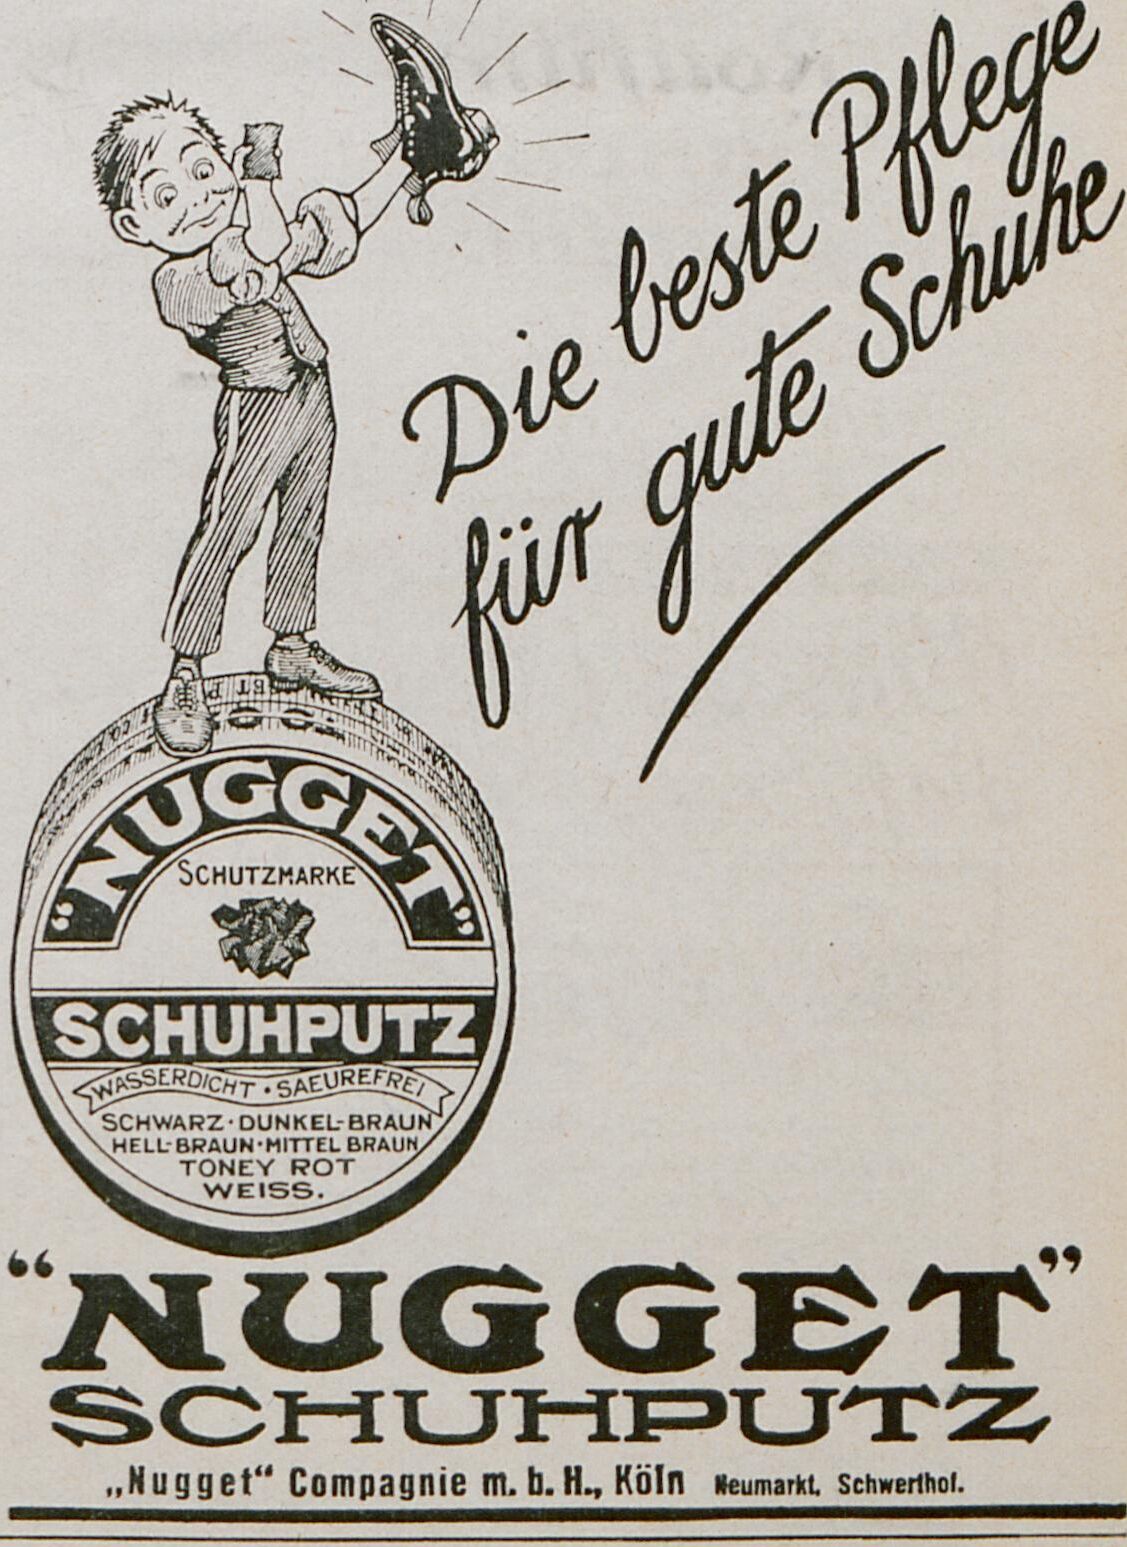 Die beste Pflege
für gute Schuhe
"NUGGET"
SCHUTZMARKE
SCHUHPUTZ
WASSERDICHT · SAEUREFREI
SCHWARZ · DUNKEL-BRAUN
HELL-BRAUN · MITTEL BRAUN
TONEY ROT
WEISS.
"NUGGET"
SCHUHPUTZ
„Nugget“ Compagnie m. b. H., Köln Neumarkt, Schwerthof.